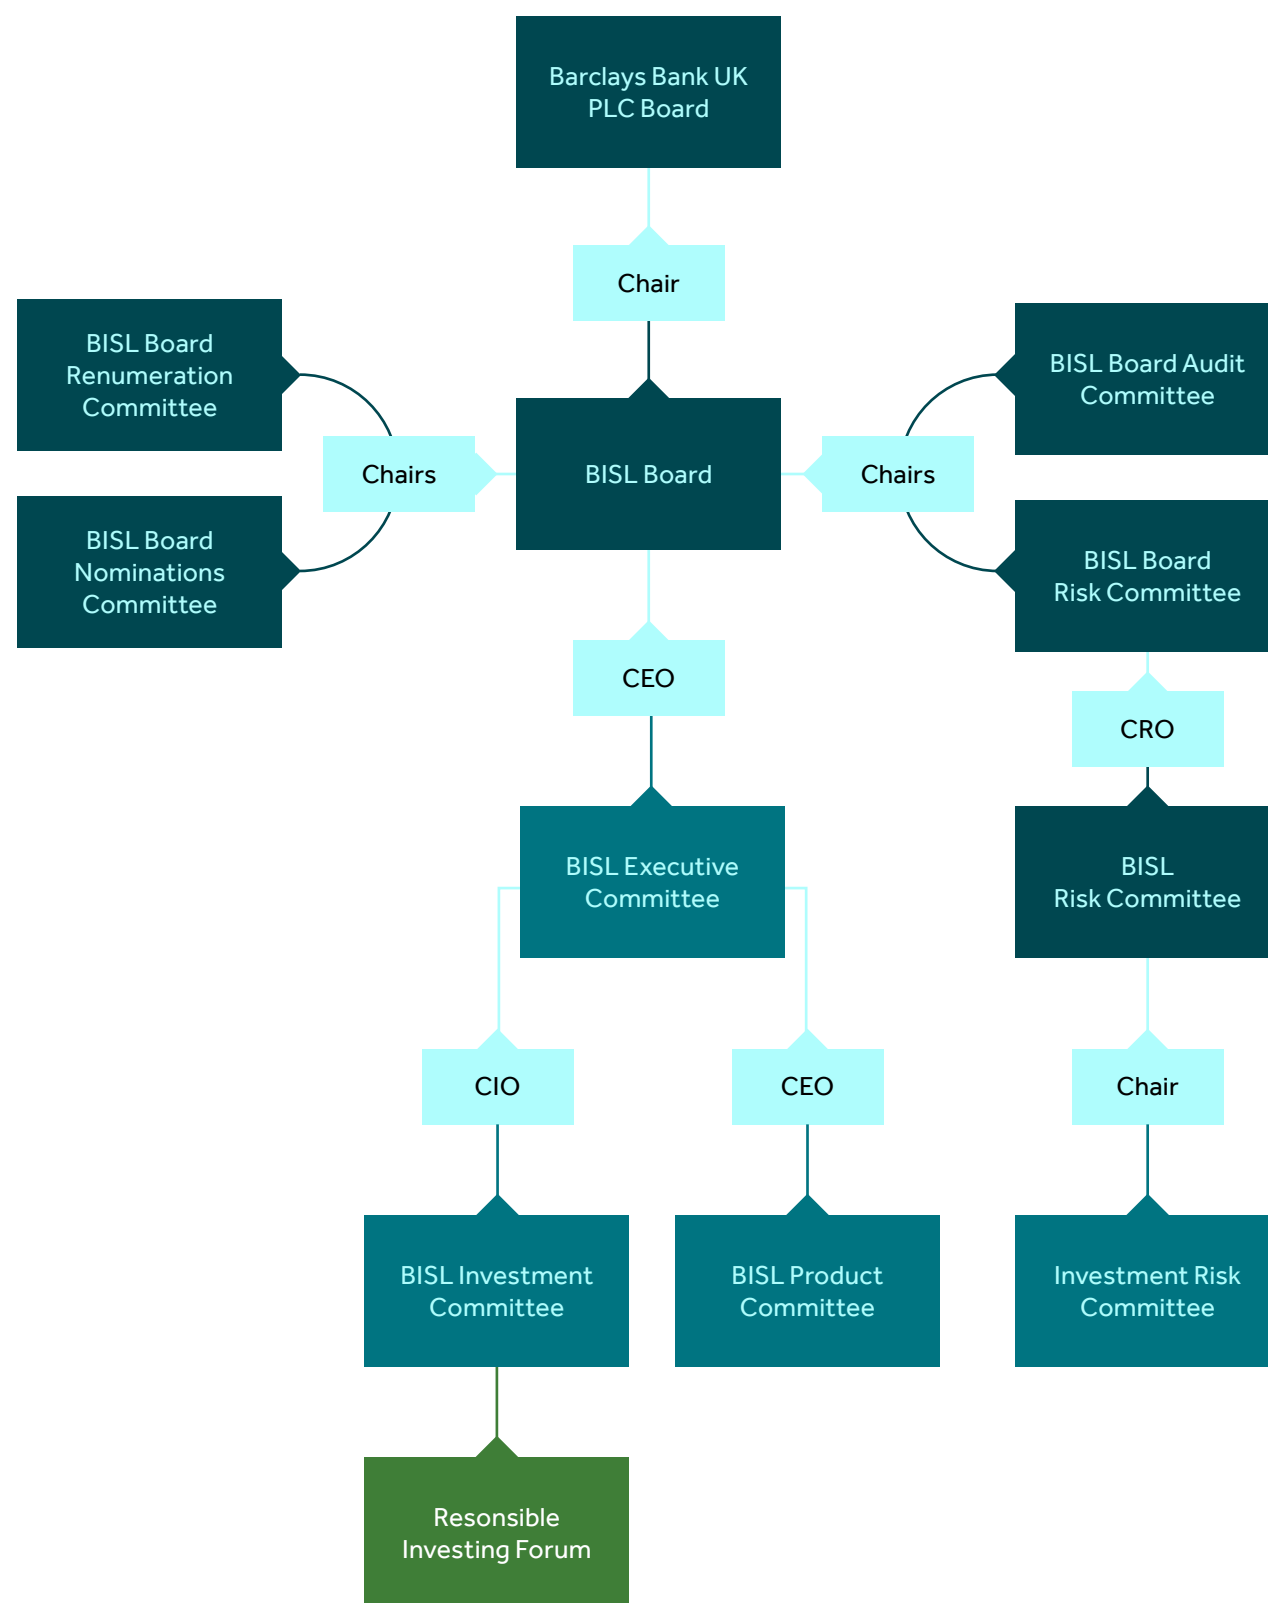 Barclays Bank UK
PLC Board
Chair
BISL Board
Renumeration
Committee
BISL Board Audit
Committee
Chairs
BISL Board
Chairs
BISL Board
Nominations
Committee
BISL Board
Risk Committee
CEO
CRO
BISL Executive
Committee
BISL
Risk Committee
CIO
CEO
Chair
BISL Investment
Committee
BISL Product
Committee
Investment Risk
Committee
Resonsible
Investing Forum